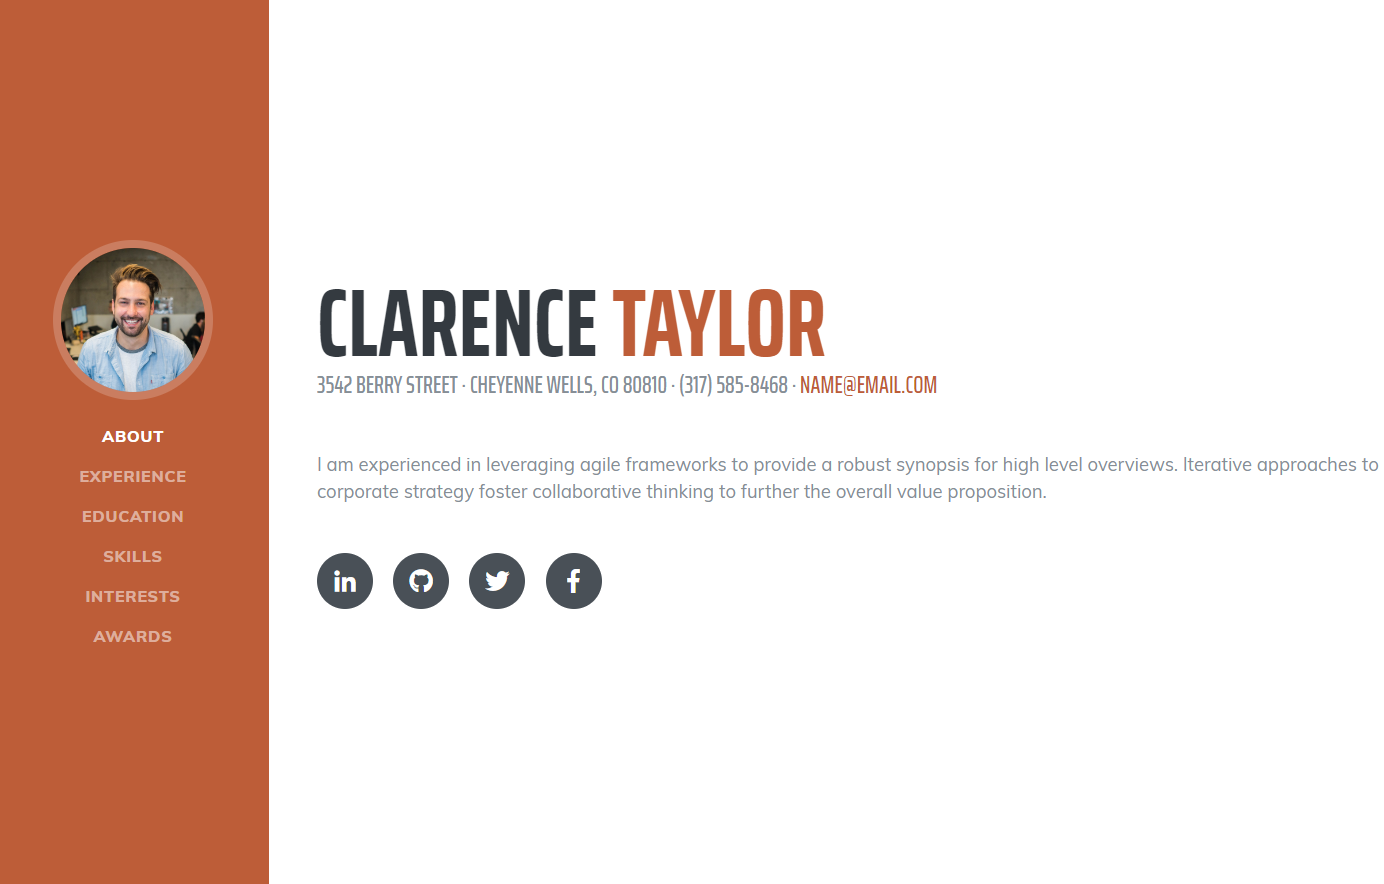 ABOUT
EXPERIENCE
EDUCATION
SKILLS
INTERESTS
AWARDS
CLARENCE TAYLOR
3542 BERRY STREET · CHEYENNE WELLS, CO 80810 · (317) 585-8468 · NAME@EMAIL.COM
I am experienced in leveraging agile frameworks to provide a robust synopsis for high level overviews. Iterative approaches to
corporate strategy foster collaborative thinking to further the overall value proposition.